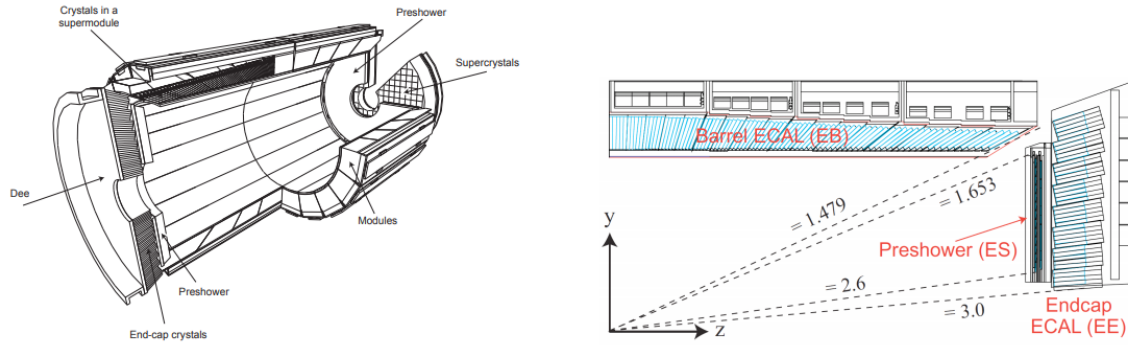 Crystals in a
supermodule
Preshower
Supercrystals
Dee
Modules
Preshower
End-cap crystals
Barrel ECAL (EB)
= 1.479
= 1.653
y
Preshower (ES)
= 2.6
z
= 3.0
Endcap
ECAL (EE)